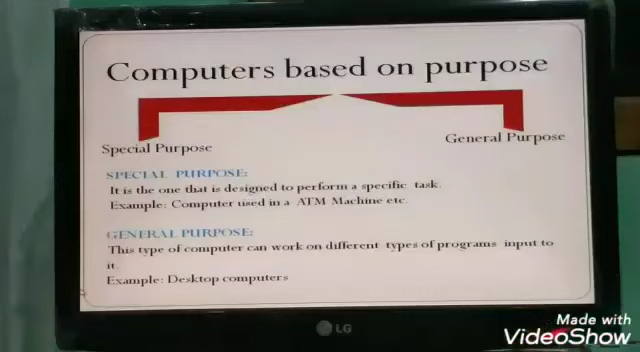 Computers based on purpose
Special Purpose
General Purpose
SPECIAL PURPOSE:
It is the one that is designed to perform a specific task.
Example: Computer used in a ATM Machine etc.
GENERAL PURPOSE:
This type of computer can work on different types of programs input to
it.
Example: Desktop computers
LG
Made with
VideoShow